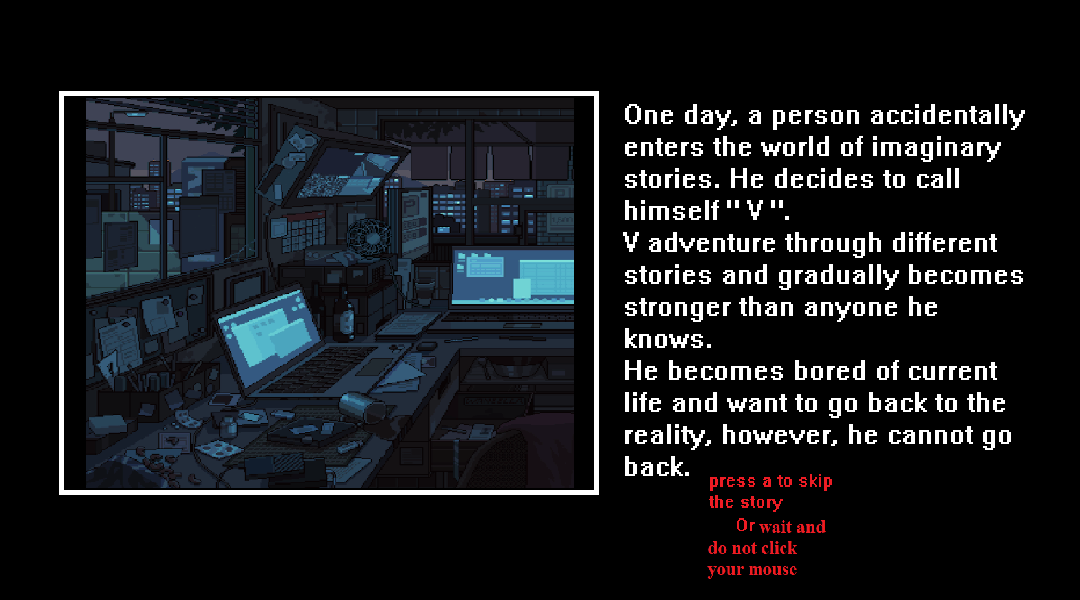 One day, a person accidentally
enters the world of imaginary
stories. He decides to call
himself " V ".
V adventure through different
stories and gradually becomes
stronger than anyone he
knows.
He becomes bored of current
life and want to go back to the
reality, however, he cannot go
back.
press a to skip
the story
Or wait and
do not click
your mouse